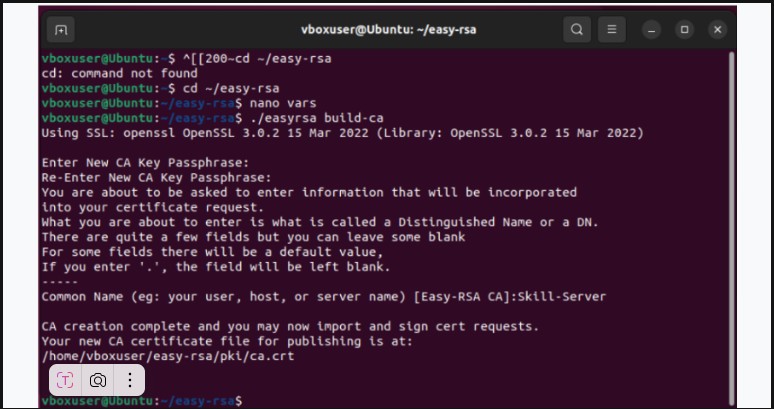 vboxuser@Ubuntu: ~/easy-rsa
vboxuser@Ubuntu:~$ ^[[200~cd ~/easy-rsa
cd: command not found
vboxuser@Ubuntu:~$ cd ~/easy-rsa
vboxuser@Ubuntu:~/easy-rsa$ nano vars
vboxuser@Ubuntu:~/easy-rsa$ ./easyrsa build-ca
Using SSL: openssl OpenSSL 3.0.2 15 Mar 2022 (Library: OpenSSL 3.0.2 15 Mar 2022)
Enter New CA Key Passphrase:
Re-Enter New CA Key Passphrase:
You are about to be asked to enter information that will be incorporated
into your certificate request.
What you are about to enter is what is called a Distinguished Name or a DN.
There are quite a few fields but you can leave some blank
For some fields there will be a default value,
If you enter '.', the field will be left blank.
-----
Common Name (eg: your user, host, or server name) [Easy-RSA CA]:Skill-Server
CA creation complete and you may now import and sign cert requests.
Your new CA certificate file for publishing is at:
/home/vboxuser/easy-rsa/pki/ca.crt
T
vboxuser@Ubuntu:~/easy-rsa$